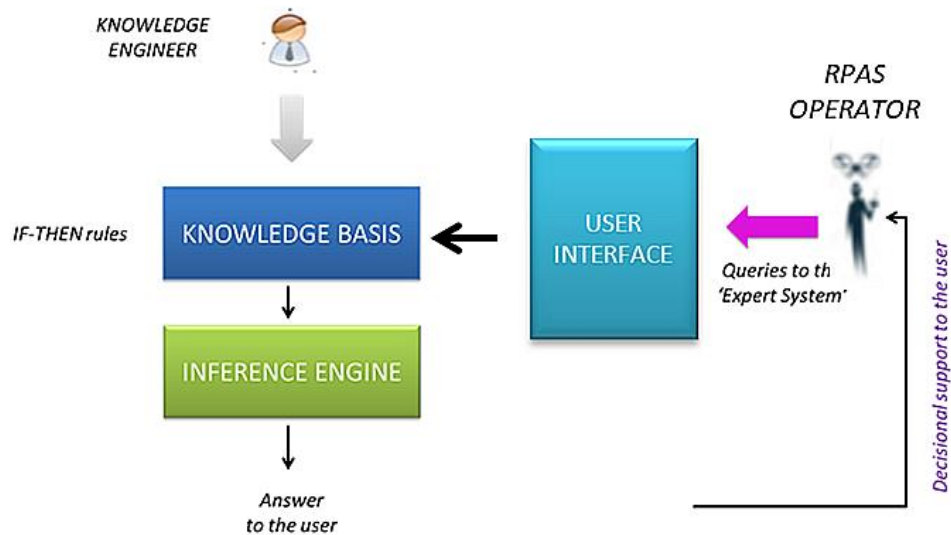 KNOWLEDGE
ENGINEER
RPAS
OPERATOR
IF-THEN rules
KNOWLEDGE BASIS
USER
INTERFACE
Queries to th
‘Expert System’
INFERENCE ENGINE
Answer
to the user
Decisional support to the user